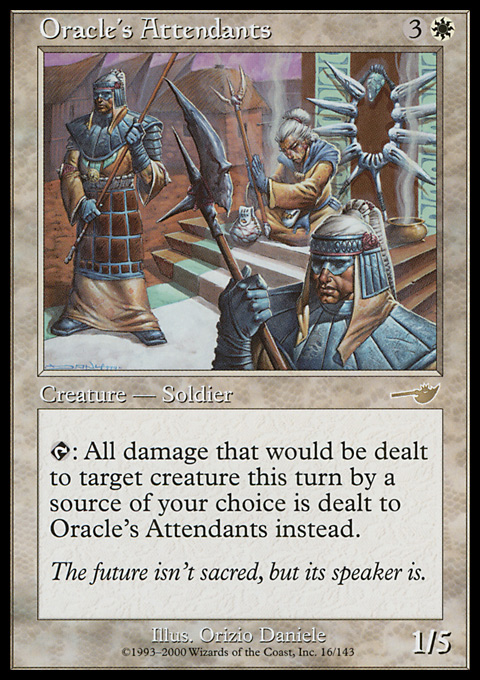 Oracle's Attendants 3
Creature — Soldier
: All damage that would be dealt
to target creature this turn by a
source of your choice is dealt to
Oracle's Attendants instead.
The future isn't sacred, but its speaker is.
Illus. Orizio Daniele
©1993–2000 Wizards of the Coast, Inc. 16/143
1/5